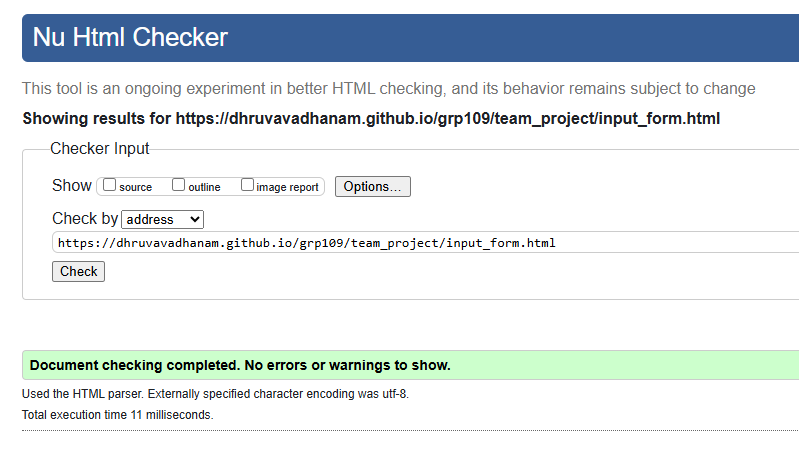 Nu Html Checker
This tool is an ongoing experiment in better HTML checking, and its behavior remains subject to change
Showing results for https://dhruvavadhanam.github.io/grp109/team_project/input_form.html
Checker Input
Show source outline image report Options...
Check by address
https://dhruvavadhanam.github.io/grp109/team_project/input_form.html
Check
Document checking completed. No errors or warnings to show.
Used the HTML parser. Externally specified character encoding was utf-8.
Total execution time 11 milliseconds.